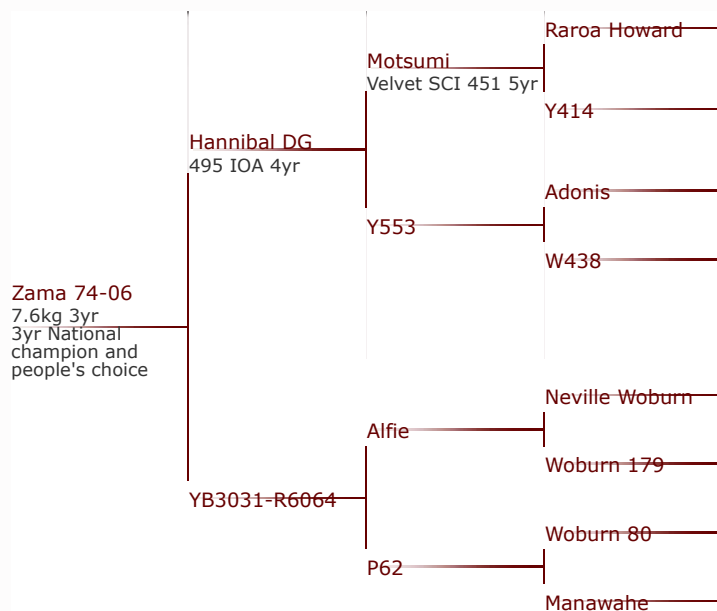 Raroa Howard
Motsumi
Velvet SCI 451 5yr
Y414
Hannibal DG
495 IOA 4yr
Adonis
Y553
W438
Zama 74-06
7.6kg 3yr
3yr National
champion and
people's choice
Neville Woburn
Alfie
Woburn 179
YB3031-R6064
Woburn 80
P62
Manawahe